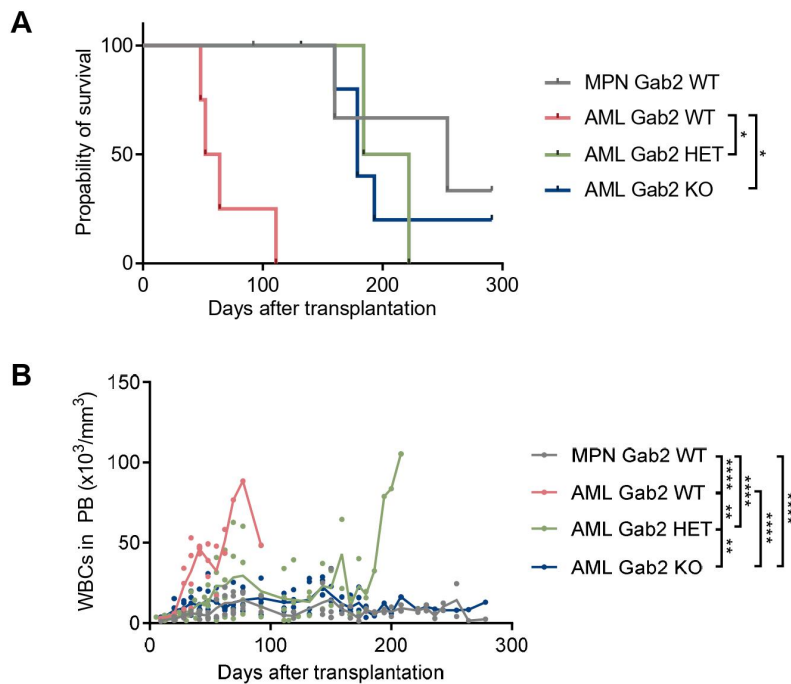 A
Propability of survival
100
50
0
0
100
200
300
Days after transplantation
MPN Gab2 WT
AML Gab2 WT
AML Gab2 HET
AML Gab2 KO
*
*
B
WBCs in PB (x10³/mm³)
150
100
50
0
0
100
200
300
Days after transplantation
MPN Gab2 WT
AML Gab2 WT
AML Gab2 HET
AML Gab2 KO
****
**
**
****
****
****